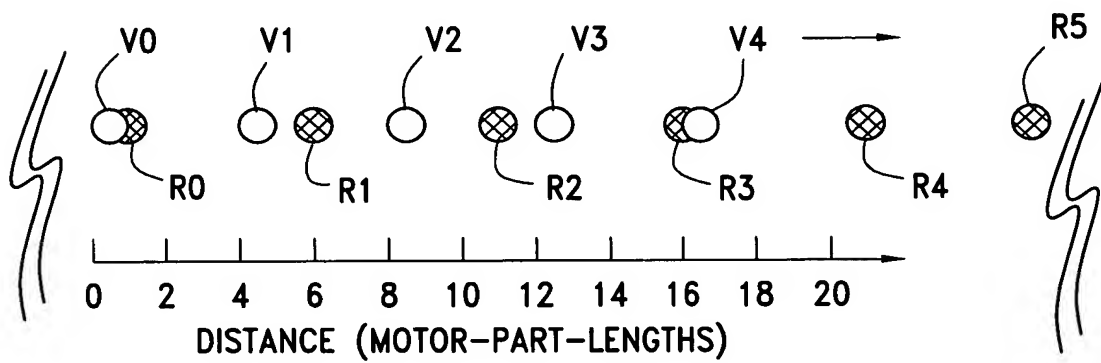 V0 V1 V2 V3 V4 R5
R0 R1 R2 R3 R4
0 2 4 6 8 10 12 14 16 18 20
DISTANCE (MOTOR-PART-LENGTHS)